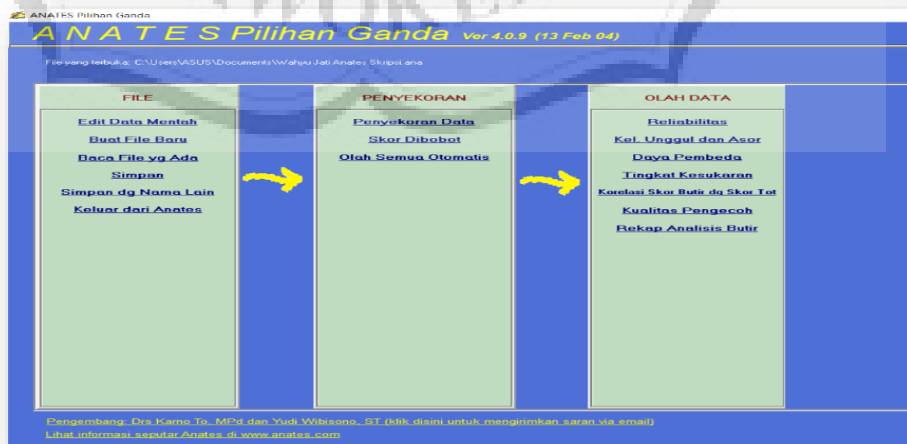 ANATES Pilihan Ganda
ANATES Pilihan Ganda Ver 4.0.9 (13 Feb 04)
File yang terbuka: C:\Users\ASUS\Documents\Wahyu Jati Anates Skripsi.ana
FILE
Edit Data Mentah
Buat File Baru
Baca File yg Ada
Simpan
Simpan dg Nama Lain
Keluar dari Anates
PENYEKORAN
Penyekoran Data
Skor Dibobot
Olah Semua Otomatis
OLAH DATA
Reliabilitas
Kel. Unggul dan Asor
Daya Pembeda
Tingkat Kesukaran
Korelasi Skor Butir dg Skor Tot
Kualitas Pengecoh
Rekap Analisis Butir
Pengembang: Drs Karno To, MPd dan Yudi Wibisono, ST (klik disini untuk mengirimkan saran via email)
Lihat informasi seputar Anates di www.anates.com